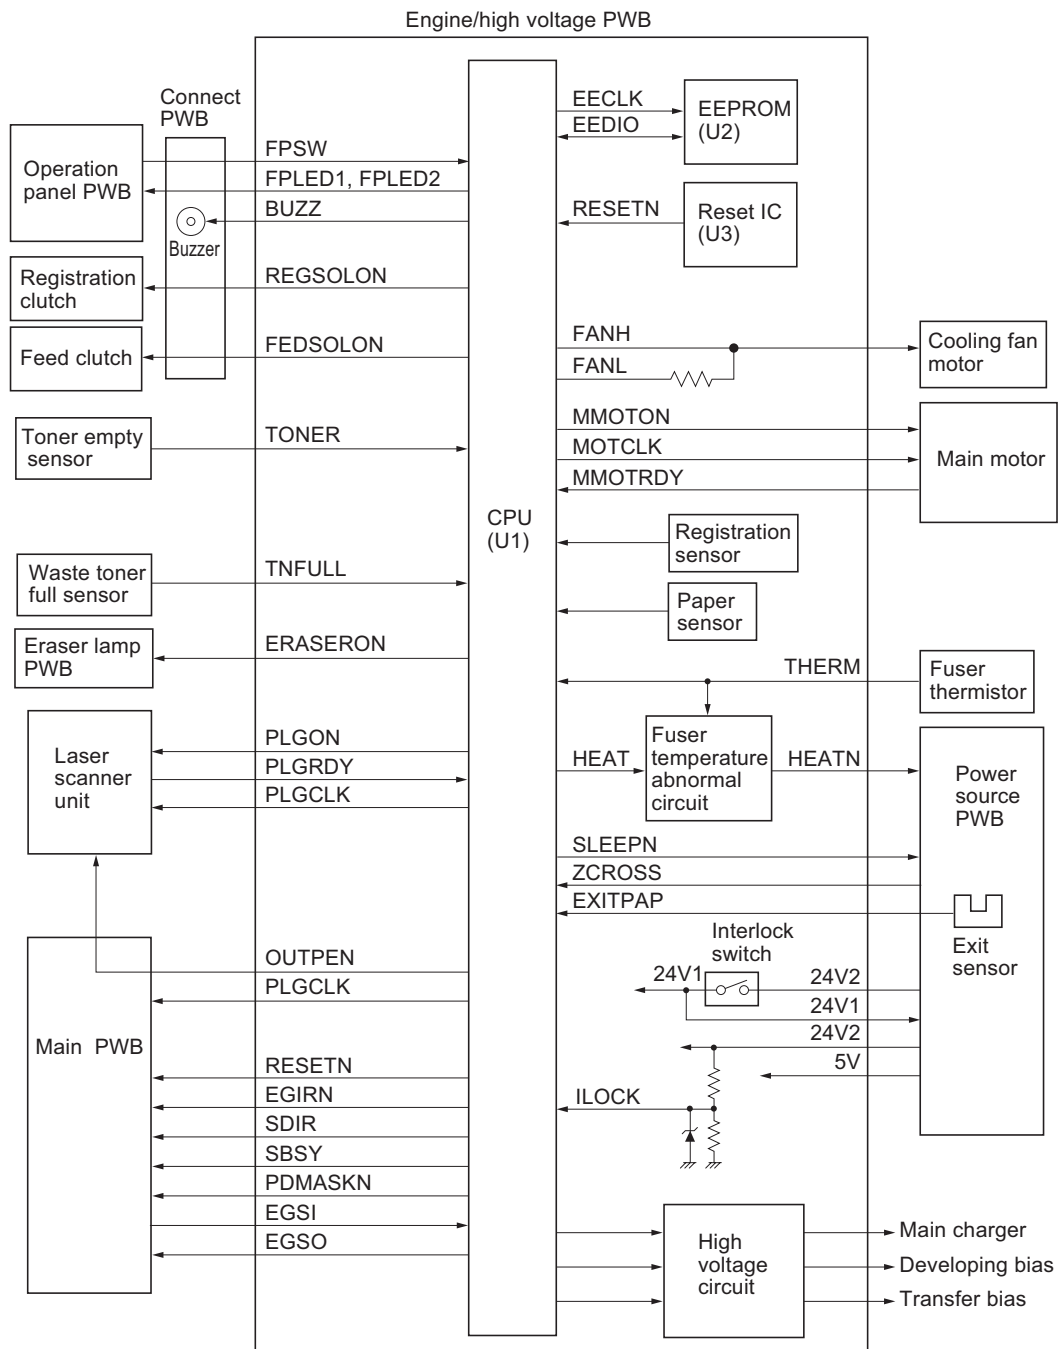 Engine/high voltage PWB
Connect
PWB
Operation
panel PWB
FPSW
FPLED1, FPLED2
BUZZ
Buzzer
Registration
clutch
REGSOLON
Feed clutch
FEDSOLON
Toner empty
sensor
TONER
Waste toner
full sensor
TNFULL
Eraser lamp
PWB
ERASERON
Laser
scanner
unit
PLGON
PLGRDY
PLGCLK
Main PWB
OUTPEN
PLGCLK
RESETN
EGIRN
SDIR
SBSY
PDMASKN
EGSI
EGSO
CPU
(U1)
EECLK
EEDIO
EEPROM
(U2)
RESETN
Reset IC
(U3)
FANH
FANL
Cooling fan
motor
MMOTON
MOTCLK
MMOTRDY
Main motor
Registration
sensor
Paper
sensor
THERM
Fuser
thermistor
HEAT
Fuser
temperature
abnormal
circuit
HEATN
Power
source
PWB
SLEEPN
ZCROSS
EXITPAP
Exit
sensor
Interlock
switch
24V1
24V2
24V1
24V2
5V
ILOCK
High
voltage
circuit
Main charger
Developing bias
Transfer bias